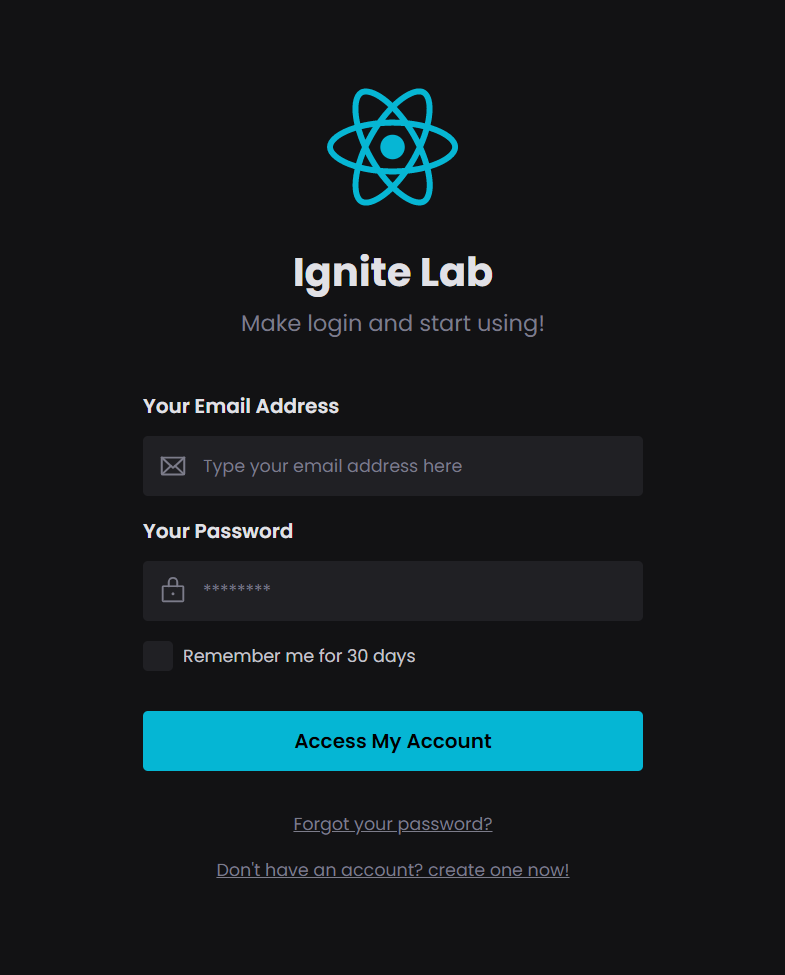 Ignite Lab
Make login and start using!
Your Email Address
Type your email address here
Your Password
********
Remember me for 30 days
Access My Account
Forgot your password?
Don't have an account? create one now!